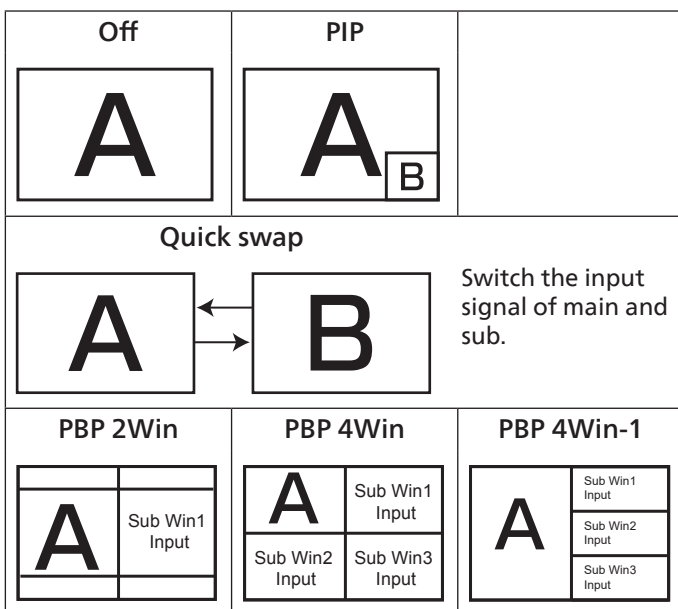 Off
PIP
A
A
B
Quick swap
A
B
Switch the input
signal of main and
sub.
PBP 2Win
PBP 4Win
PBP 4Win-1
A
Sub Win1
Input
A
Sub Win1
Input
Sub Win2
Input
Sub Win3
Input
A
Sub Win1
Input
Sub Win2
Input
Sub Win3
Input